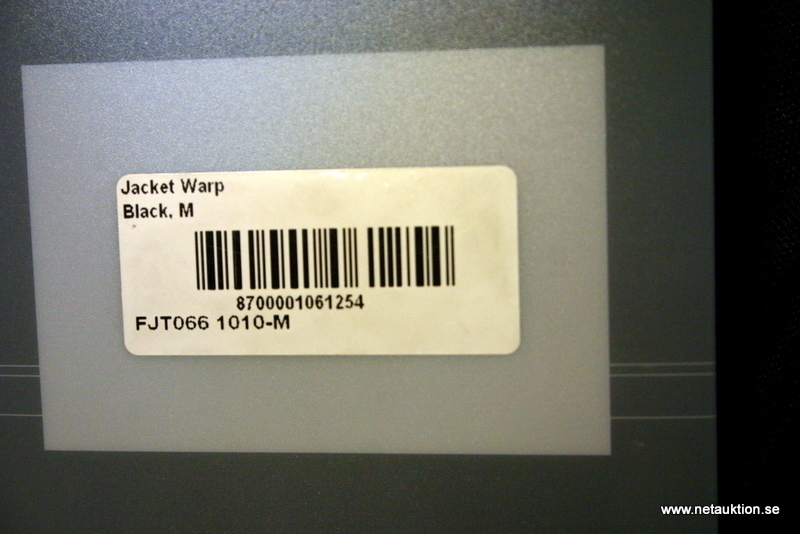 Jacket Warp
Black, M
8700001061254
FJT066 1010-M
www.netauktion.se